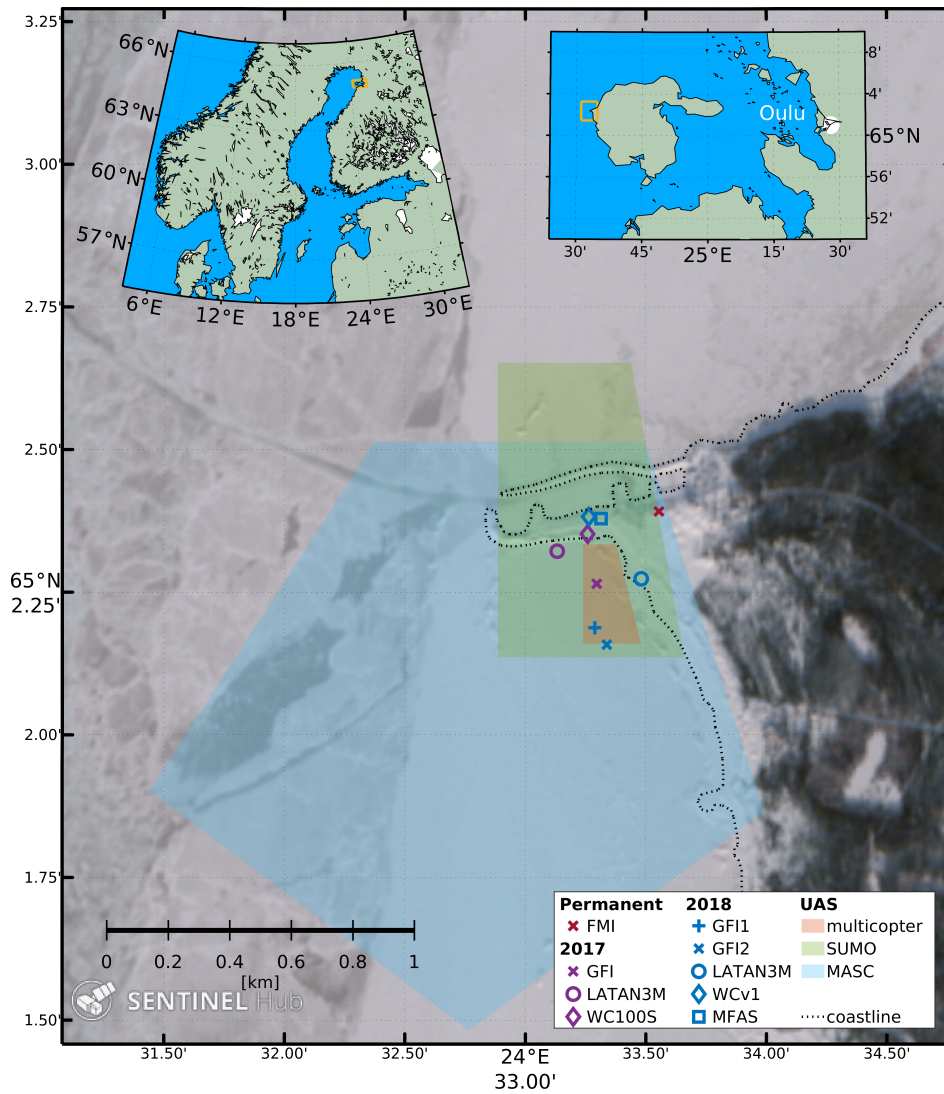 3.25'
3.00'
2.75'
2.50'
65°N
2.25'
2.00'
1.75'
1.50'
66°N
63°N
60°N
57°N
6°E
12°E
18°E
24°E
30°E
8'
4'
65°N
56'
52'
Oulu
30'
45'
25°E
15'
30'
0
0.2
0.4
0.6
0.8
1
[km]
SENTINEL Hub
Permanent
FMI
2017
GFI
LATAN3M
WC100S
2018
GFI1
GFI2
LATAN3M
WCv1
MFAS
UAS
multicopter
SUMO
MASC
coastline
31.50'
32.00'
32.50'
24°E
33.00'
33.50'
34.00'
34.50'